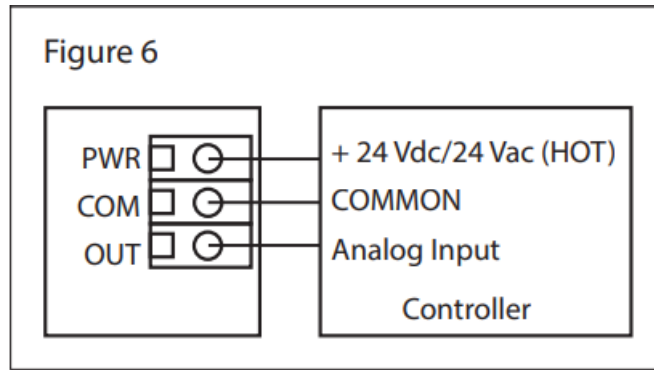 Figure 6
PWR
+ 24 Vdc/24 Vac (HOT)
COM
COMMON
OUT
Analog Input
Controller